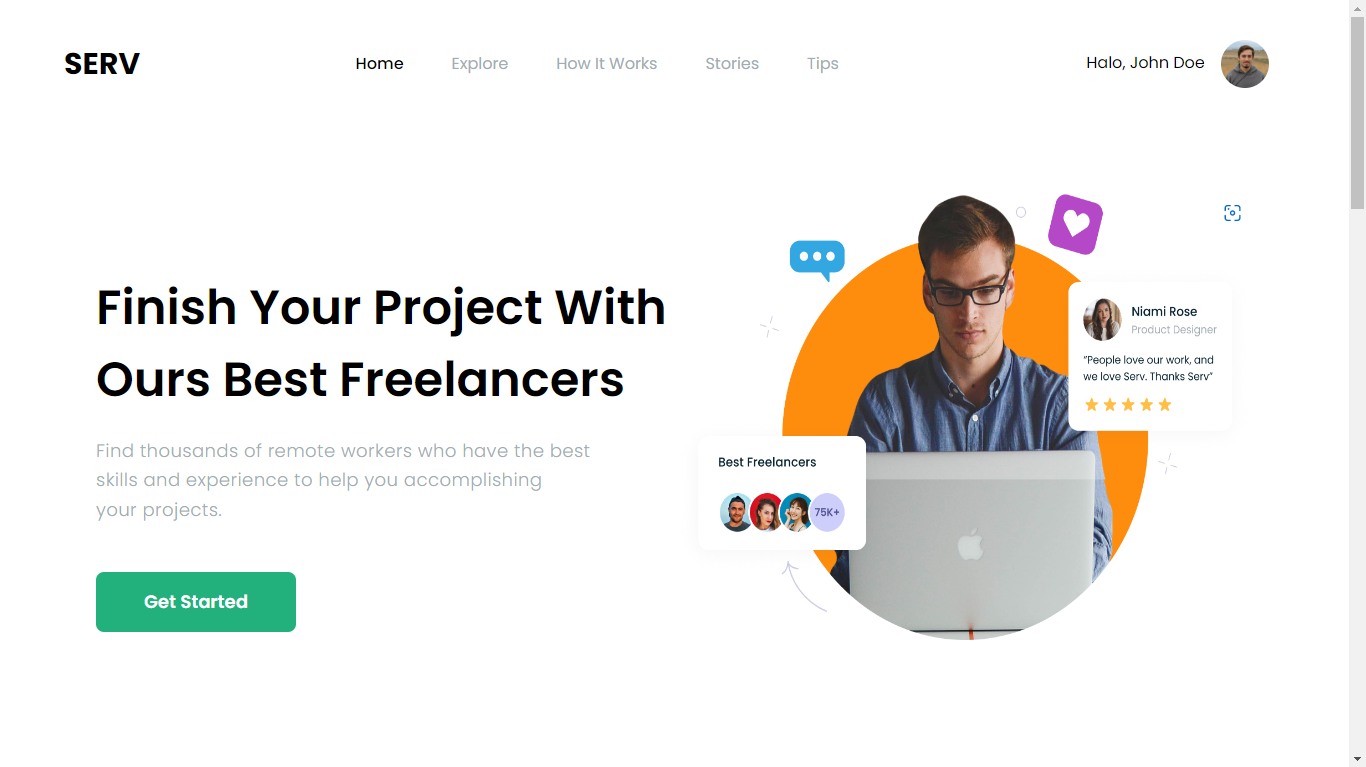 SERV
Home
Explore
How It Works
Stories
Tips
Halo, John Doe
Finish Your Project With
Ours Best Freelancers
Find thousands of remote workers who have the best
skills and experience to help you accomplishing
your projects.
Get Started
Niami Rose
Product Designer
“People love our work, and
we love Serv. Thanks Serv”
Best Freelancers
75K+